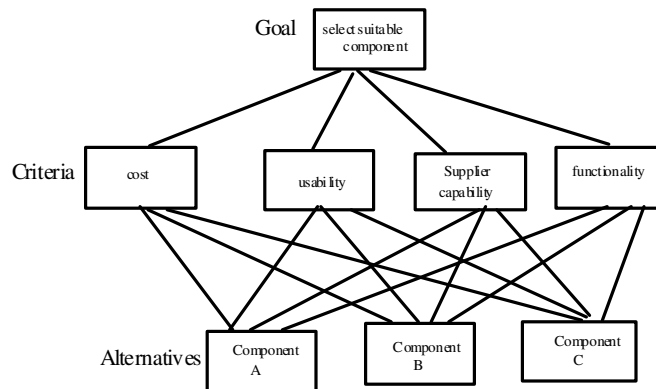 Goal
select suitable
component
Criteria
cost
usability
Supplier
capability
functionality
Alternatives
Component
A
Component
B
Component
C